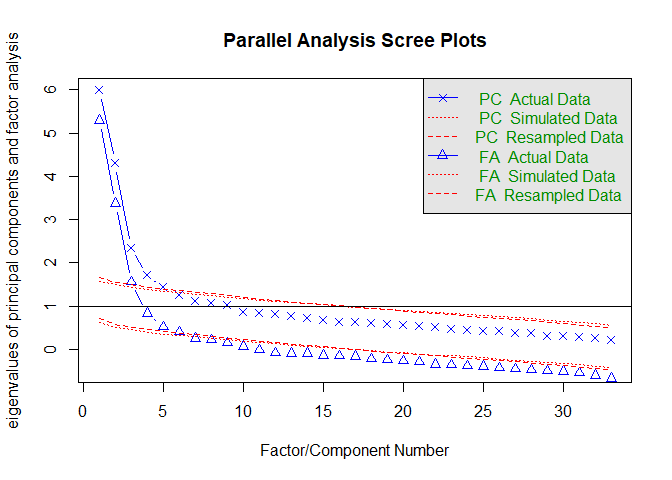 Parallel Analysis Scree Plots
eigenvalues of principal components and factor analysis
6
5
4
3
2
1
0
PC Actual Data
PC Simulated Data
PC Resampled Data
FA Actual Data
FA Simulated Data
FA Resampled Data
0 5 10 15 20 25 30
Factor/Component Number